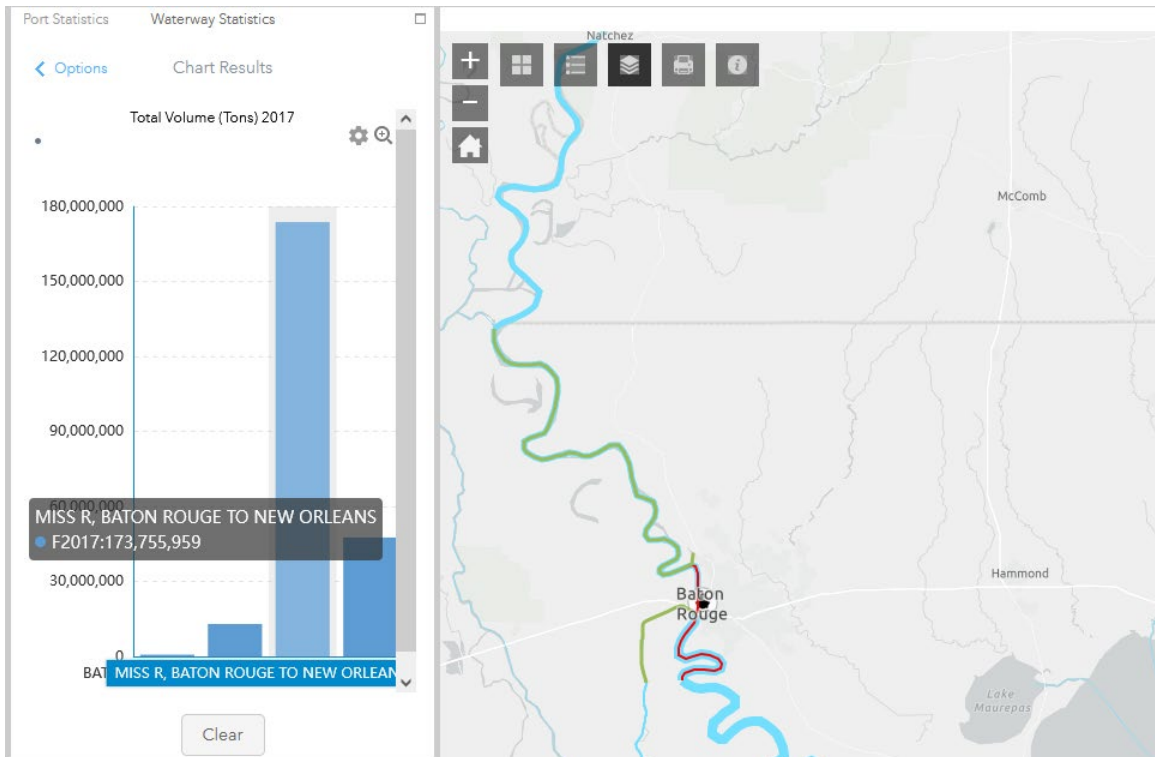 Port Statistics
Waterway Statistics
Options
Chart Results
Total Volume (Tons) 2017
180,000,000
150,000,000
120,000,000
90,000,000
60,000,000
MISS R, BATON ROUGE TO NEW ORLEANS
F2017:173,755,959
30,000,000
0
BAT
MISS R, BATON ROUGE TO NEW ORLEAN
Clear
Natchez
McComb
Baton
Rouge
Hammond
Lake
Maurepas